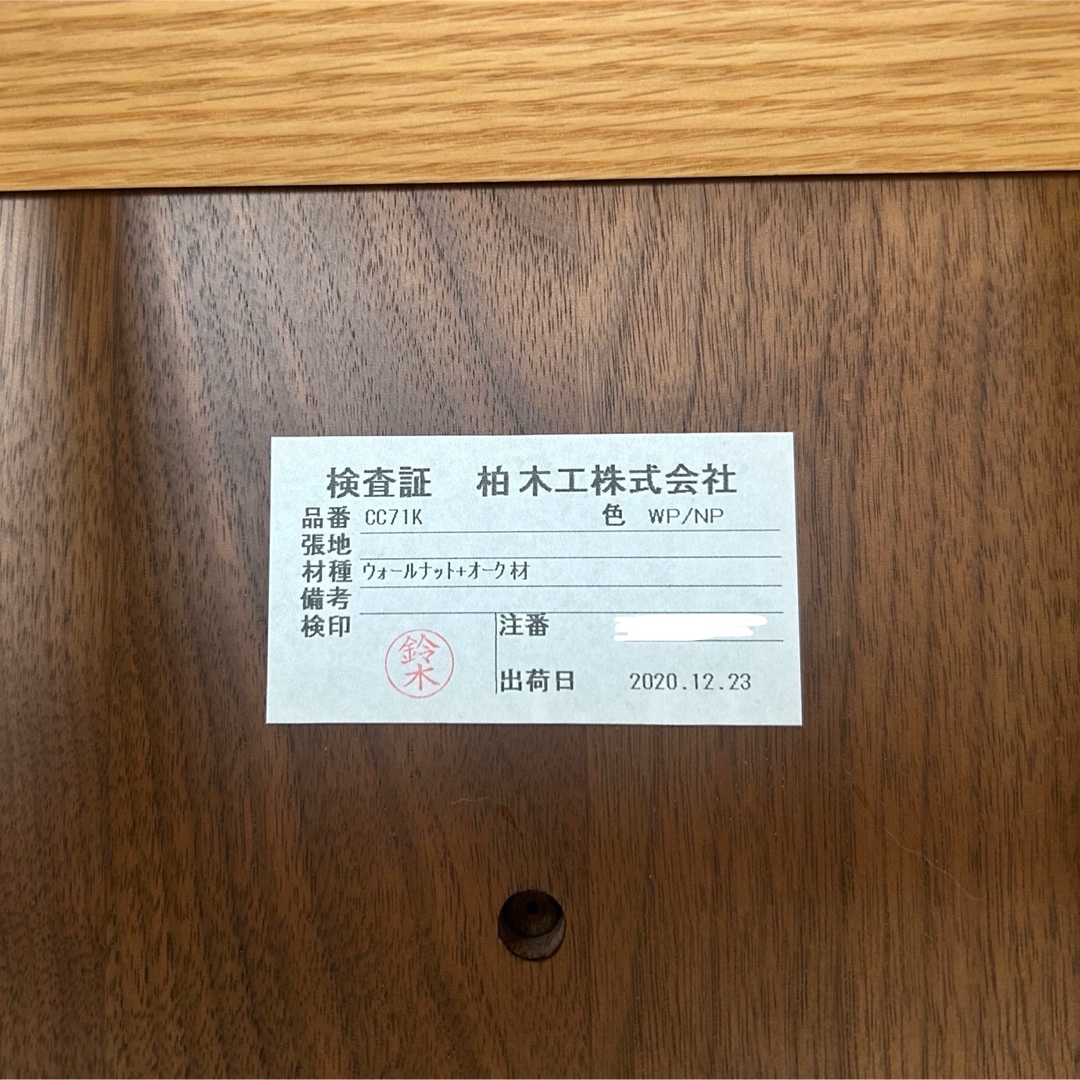 検査証 柏木工株式会社
品番 CC71K 色 WP/NP
張地
材種 ウォールナット+オーク材
備考
検印 鈴木 注番
出荷日 2020.12.23